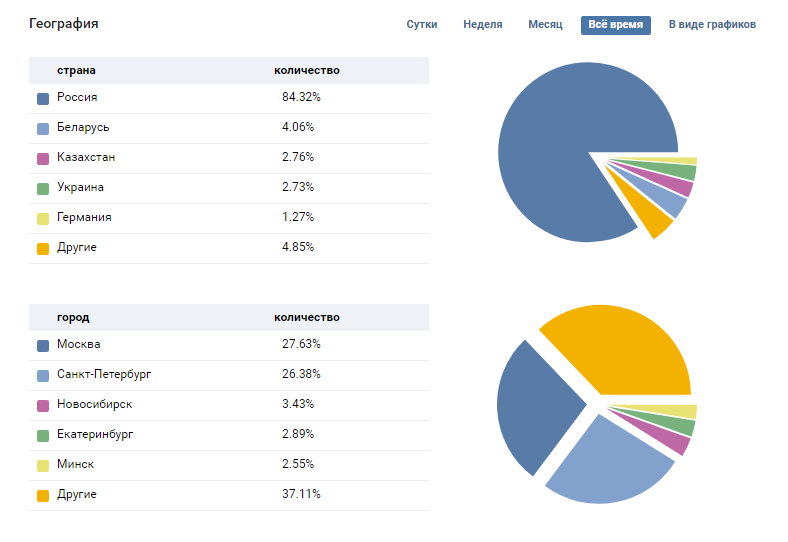 География Сутки Неделя Месяц Всё время В виде графиков
страна количество
Россия 84.32%
Беларусь 4.06%
Казахстан 2.76%
Украина 2.73%
Германия 1.27%
Другие 4.85%
город количество
Москва 27.63%
Санкт-Петербург 26.38%
Новосибирск 3.43%
Екатеринбург 2.89%
Минск 2.55%
Другие 37.11%